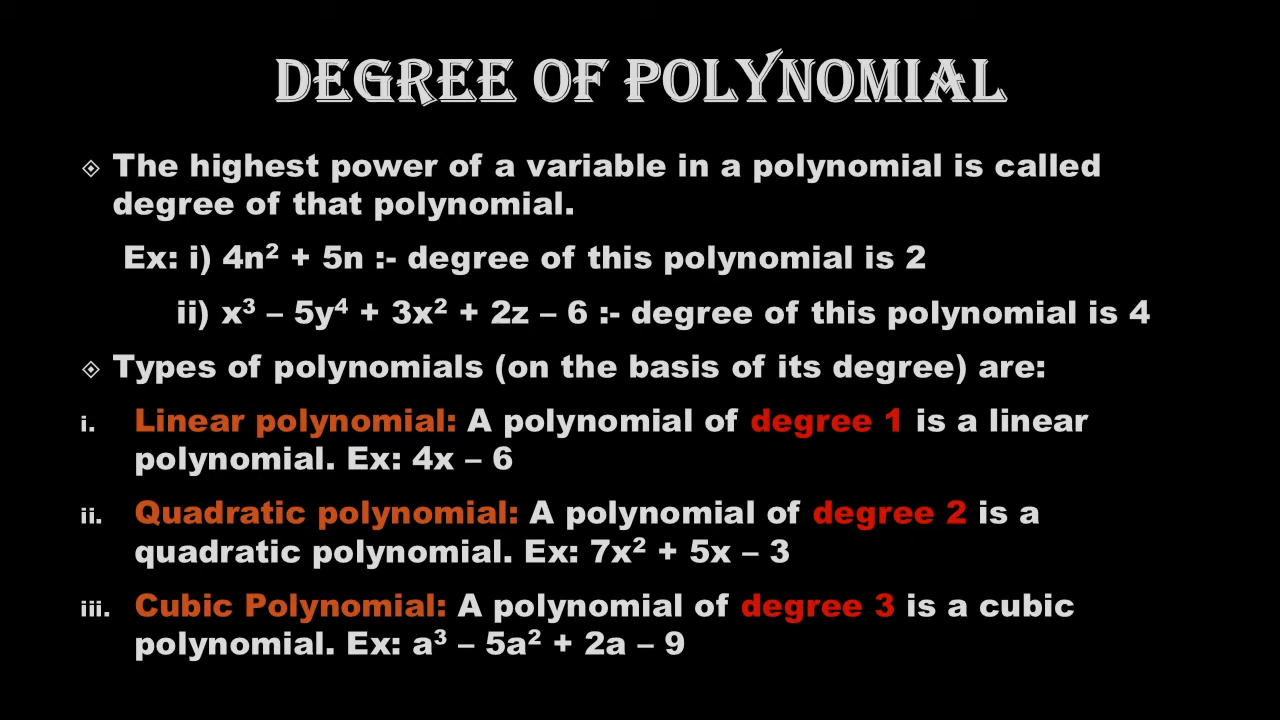 DEGREE OF POLYNOMIAL
The highest power of a variable in a polynomial is called
degree of that polynomial.
Ex: i) 4n² + 5n :- degree of this polynomial is 2
ii) x³ – 5y⁴ + 3x² + 2z – 6 :- degree of this polynomial is 4
Types of polynomials (on the basis of its degree) are:
i. Linear polynomial: A polynomial of degree 1 is a linear
polynomial. Ex: 4x – 6
ii. Quadratic polynomial: A polynomial of degree 2 is a
quadratic polynomial. Ex: 7x² + 5x – 3
iii. Cubic Polynomial: A polynomial of degree 3 is a cubic
polynomial. Ex: a³ – 5a² + 2a – 9